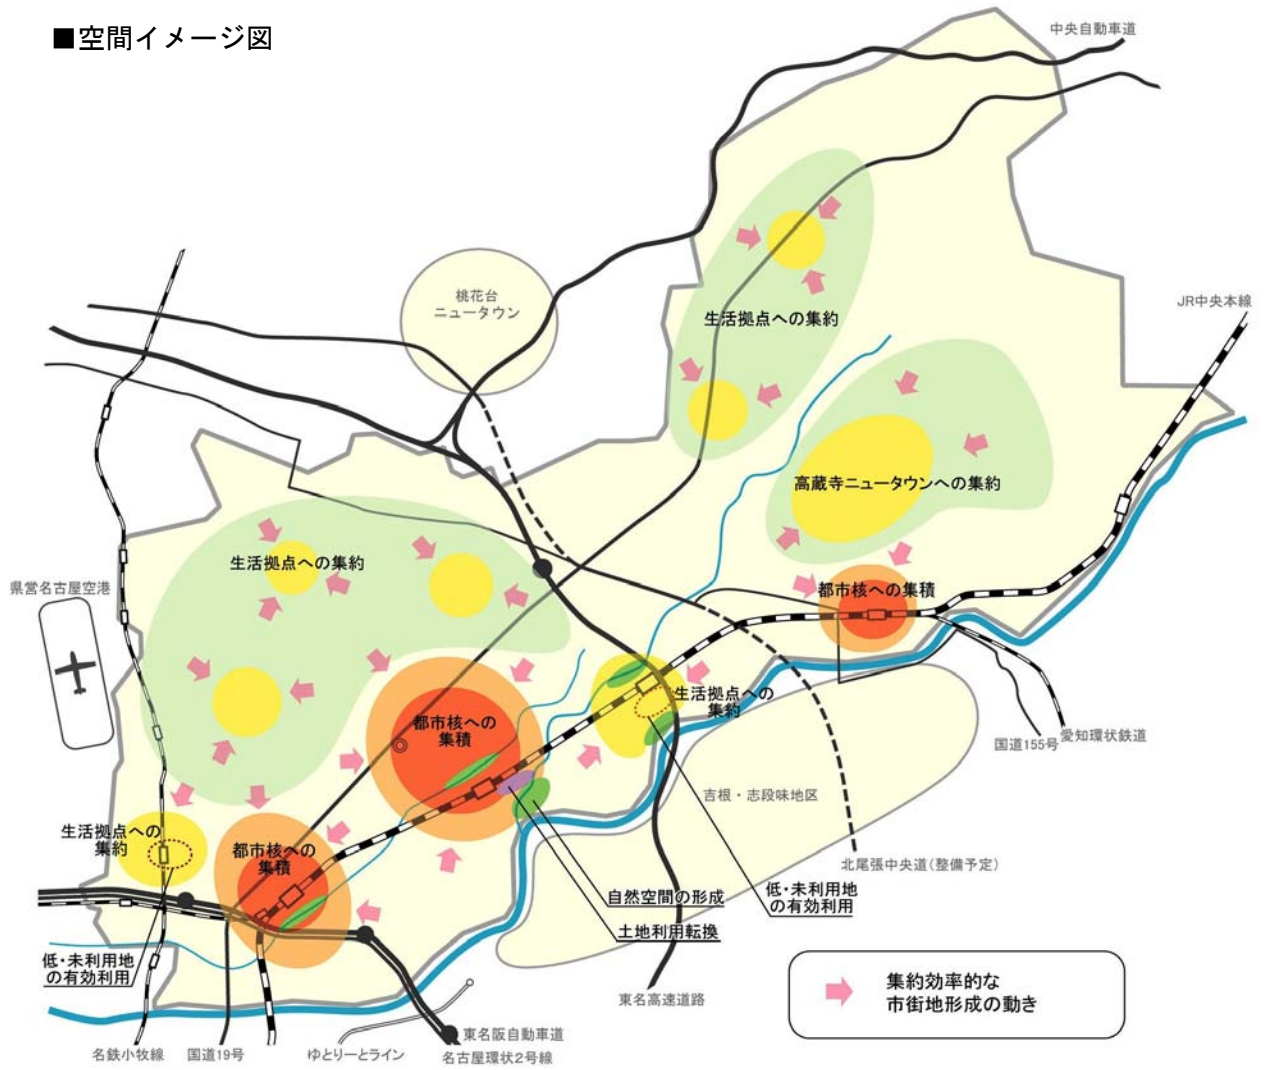 ■空間イメージ図
中央自動車道
桃花台
ニュータウン
JR中央本線
生活拠点への集約
高蔵寺ニュータウンへの集約
生活拠点への集約
県営名古屋空港
都市核への集積
生活拠点への
集約
都市核への
集積
国道155号
愛知環状鉄道
吉根・志段味地区
生活拠点への
集約
都市核への
集積
北尾張中央道(整備予定)
自然空間の形成
低・未利用地
の有効利用
土地利用転換
低・未利用地
の有効利用
集約効率的な
市街地形成の動き
東名高速道路
東名阪自動車道
名鉄小牧線
国道19号
ゆとりーとライン
名古屋環状2号線